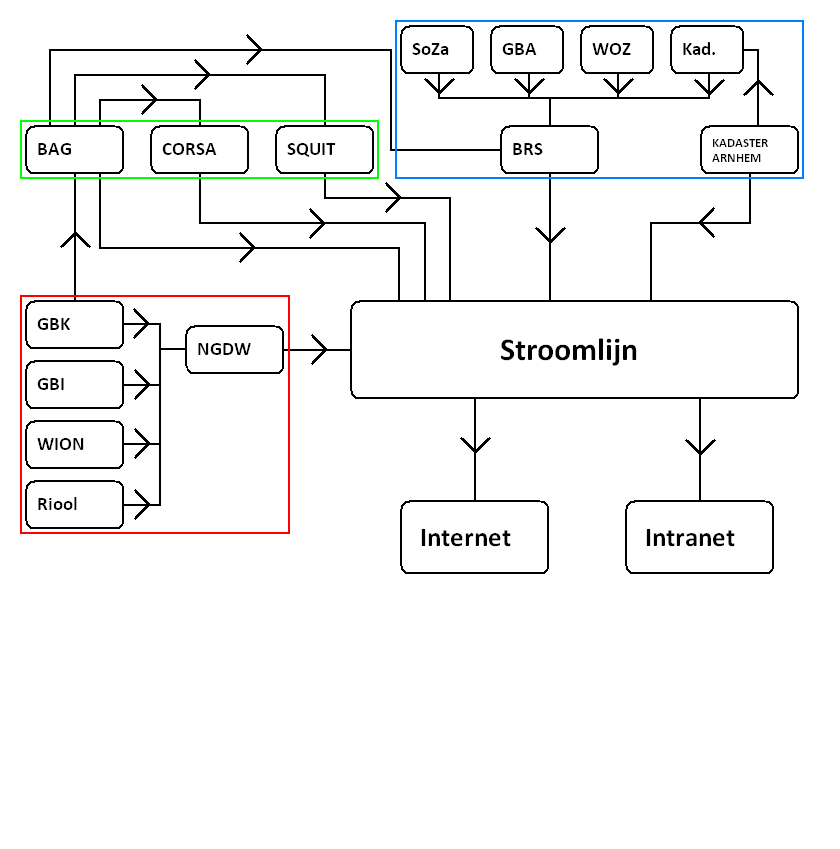 SoZa
GBA
WOZ
Kad.
BAG
CORSA
SQUIT
BRS
KADASTER
ARNHEM
GBK
NGDW
Stroomlijn
GBI
WION
Riool
Internet
Intranet